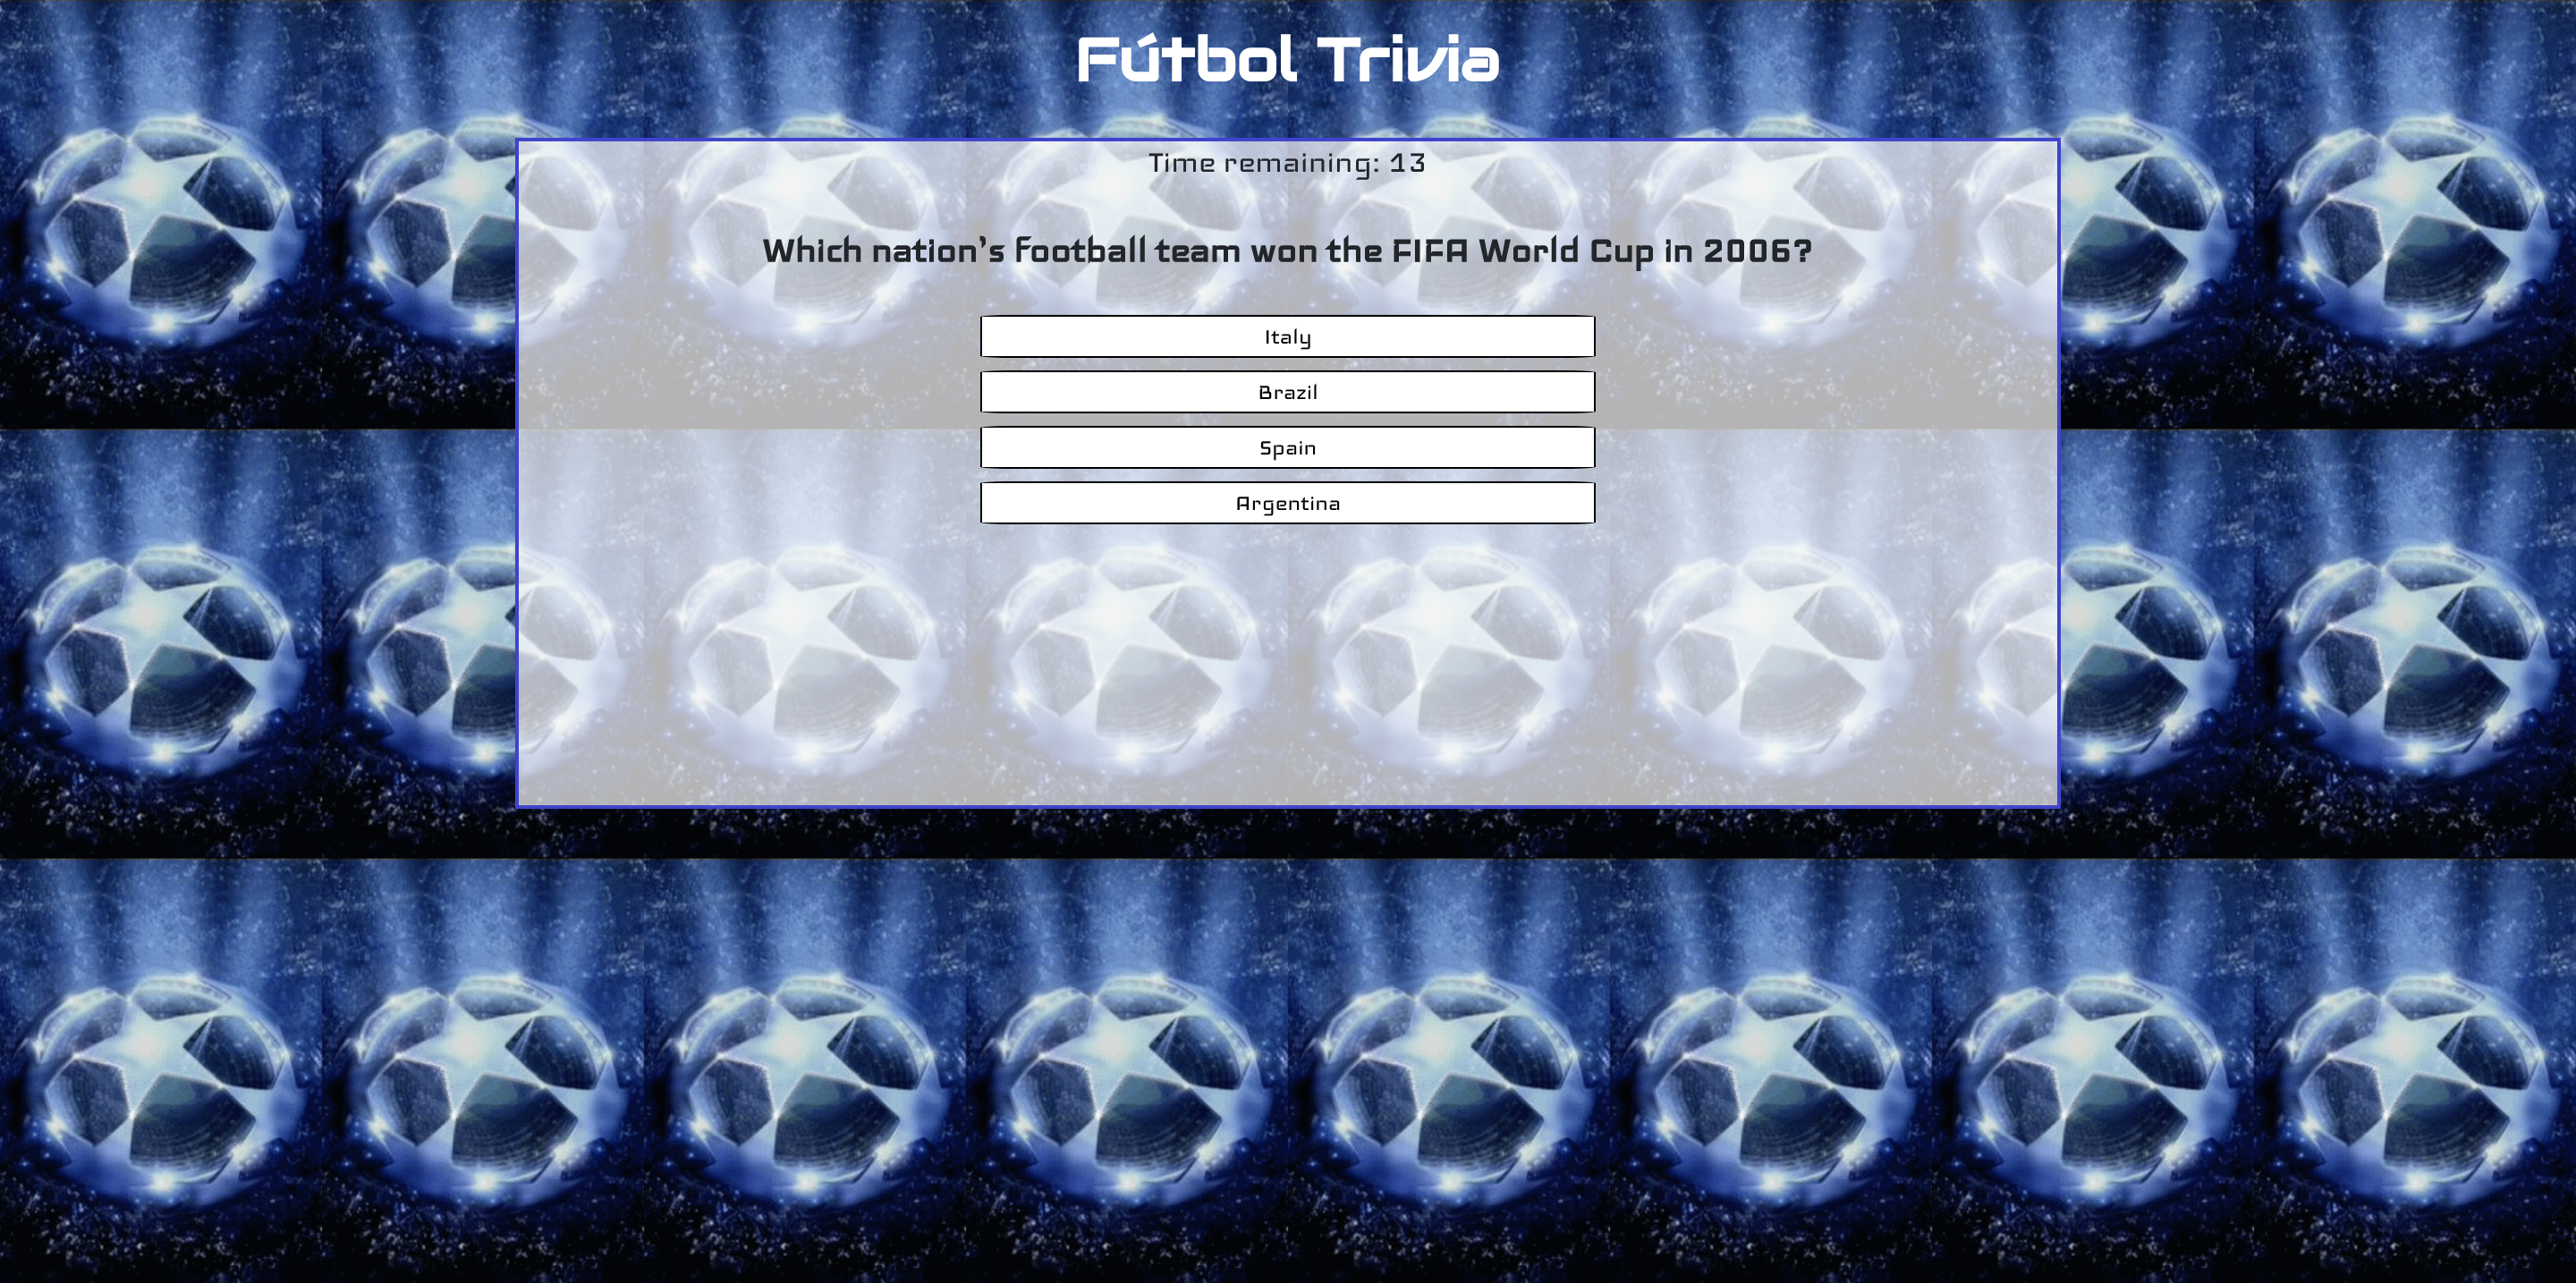 Fútbol Trivia
Time remaining: 13
Which nation's football team won the FIFA World Cup in 2006?
Italy
Brazil
Spain
Argentina